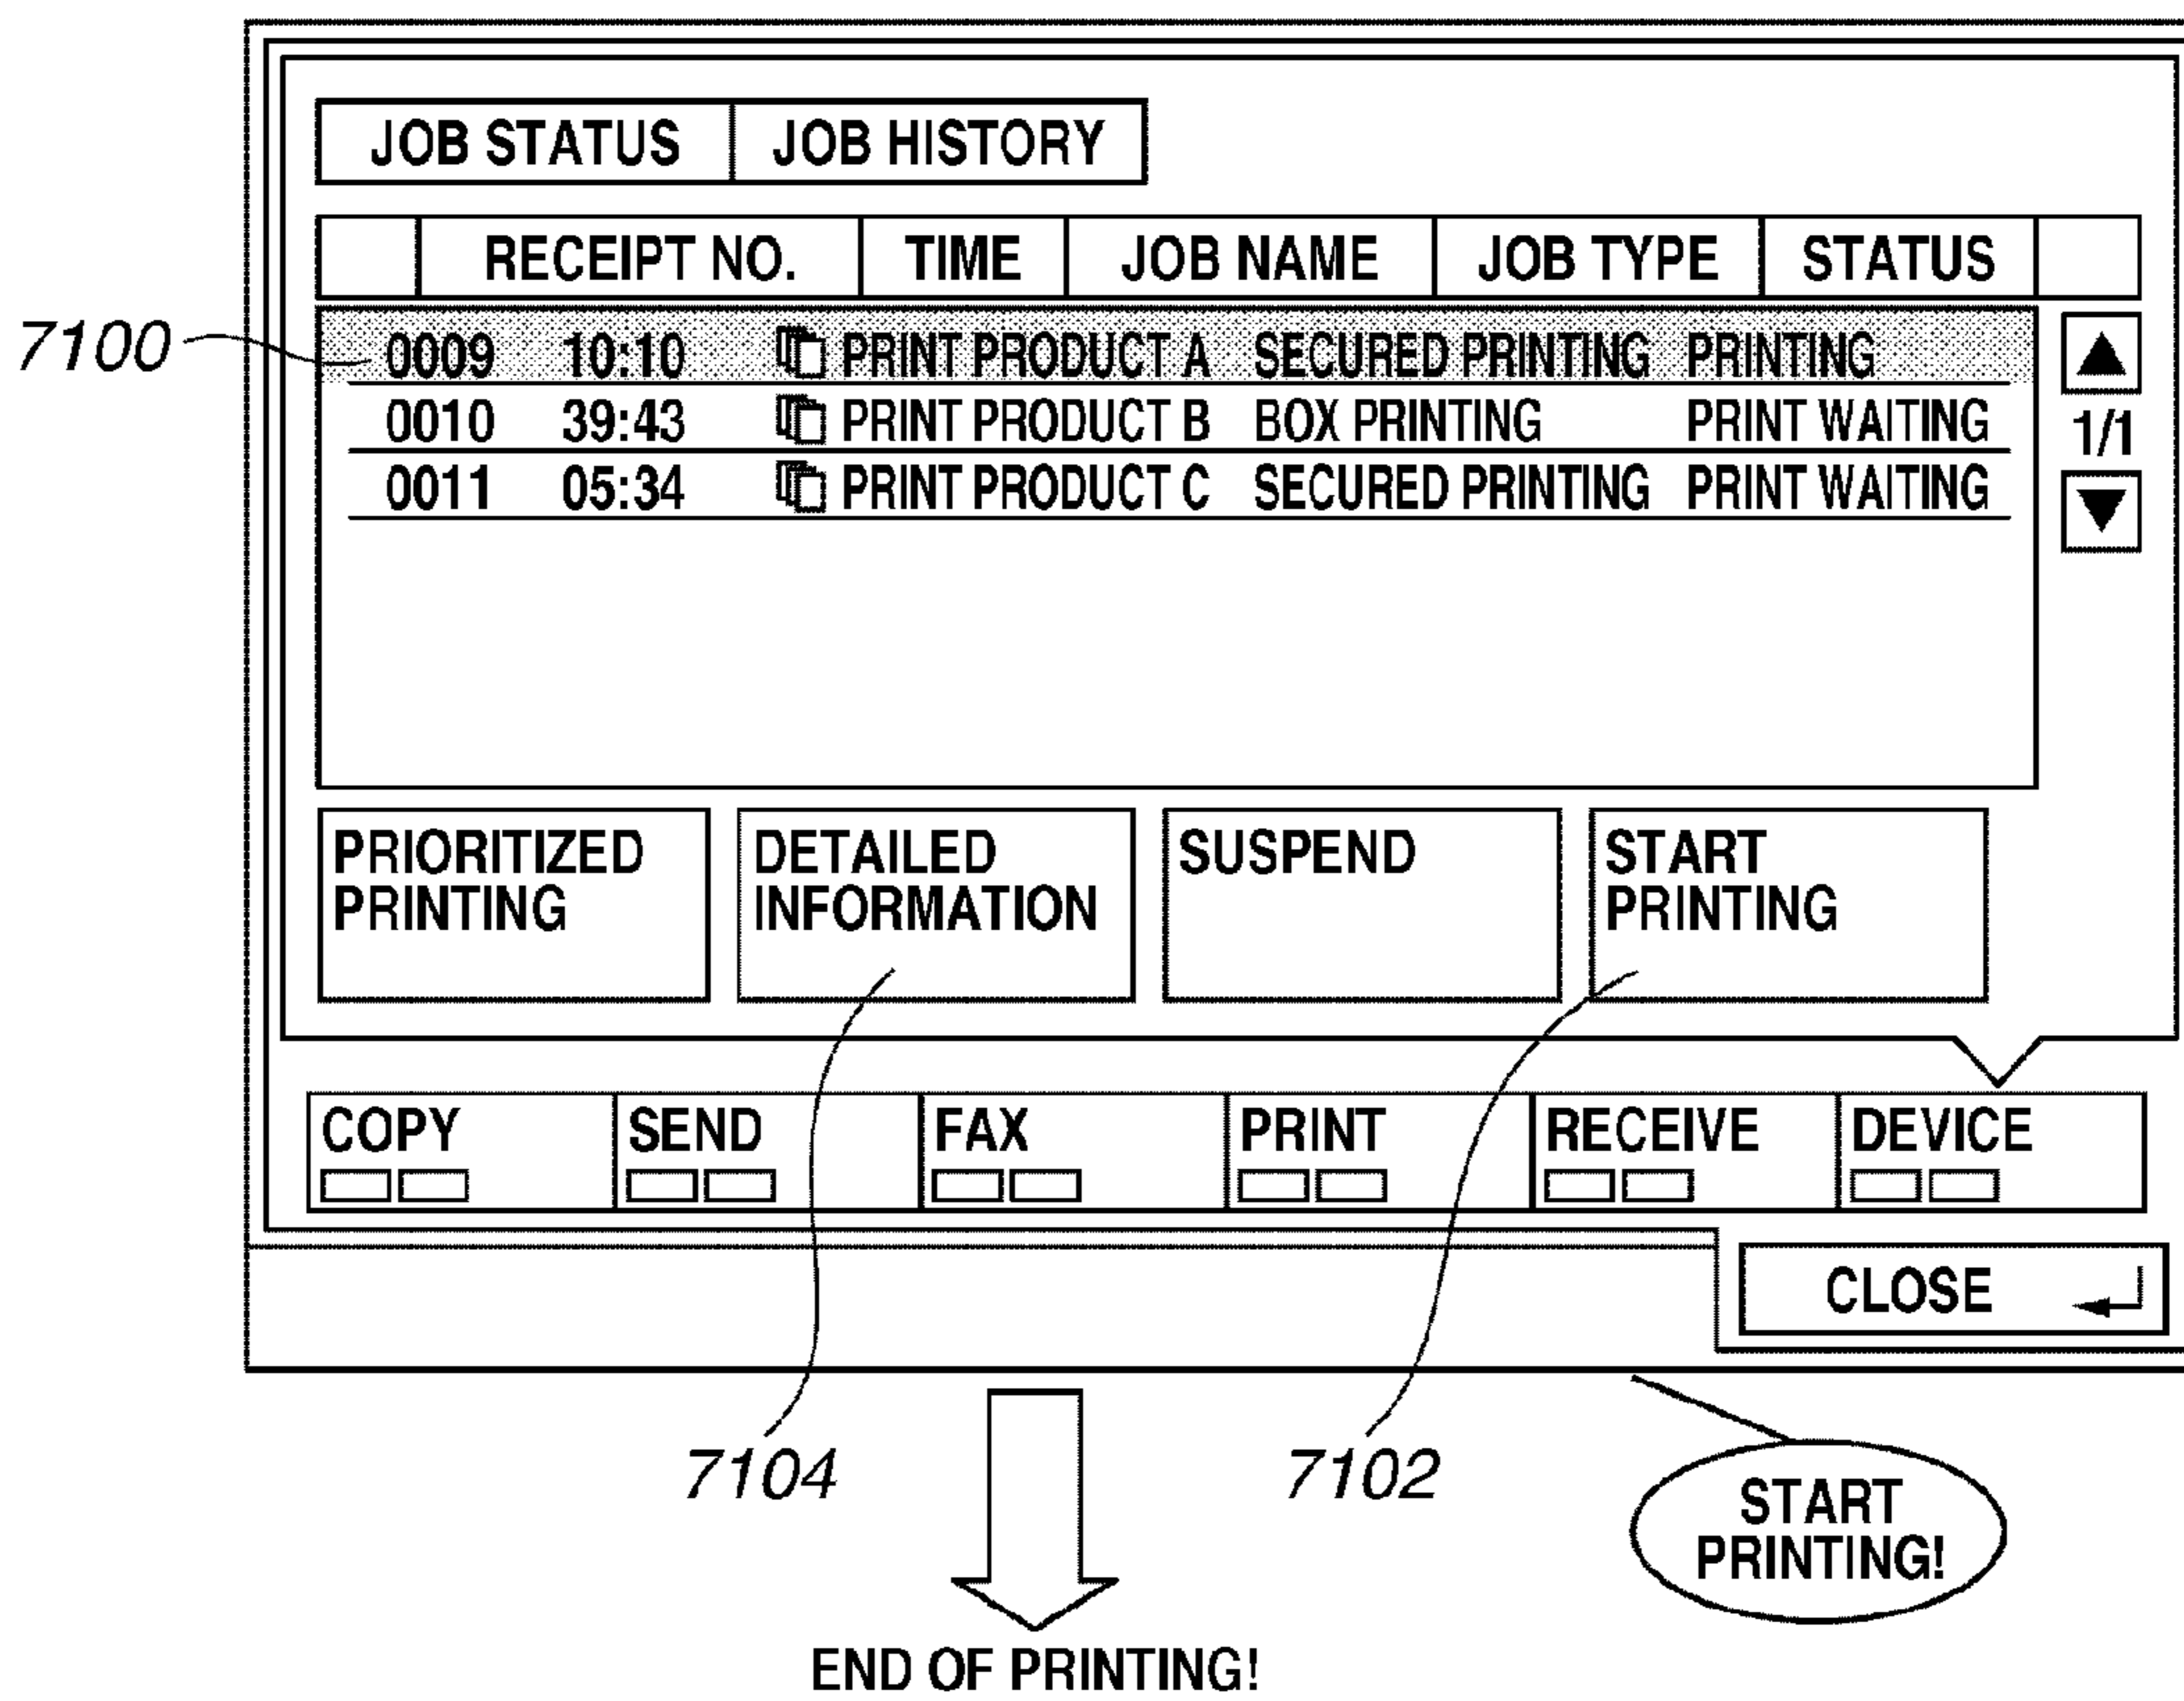 JOB STATUS JOB HISTORY
RECEIPT NO. TIME JOB NAME JOB TYPE STATUS
7100
0009 10:10 PRINT PRODUCT A SECURED PRINTING PRINTING
0010 39:43 PRINT PRODUCT B BOX PRINTING PRINT WAITING
1/1
0011 05:34 PRINT PRODUCT C SECURED PRINTING PRINT WAITING
PRIORITIZED
PRINTING
DETAILED
INFORMATION
SUSPEND
START
PRINTING
COPY SEND FAX PRINT RECEIVE DEVICE
CLOSE
7104
7102
START
PRINTING!
END OF PRINTING!